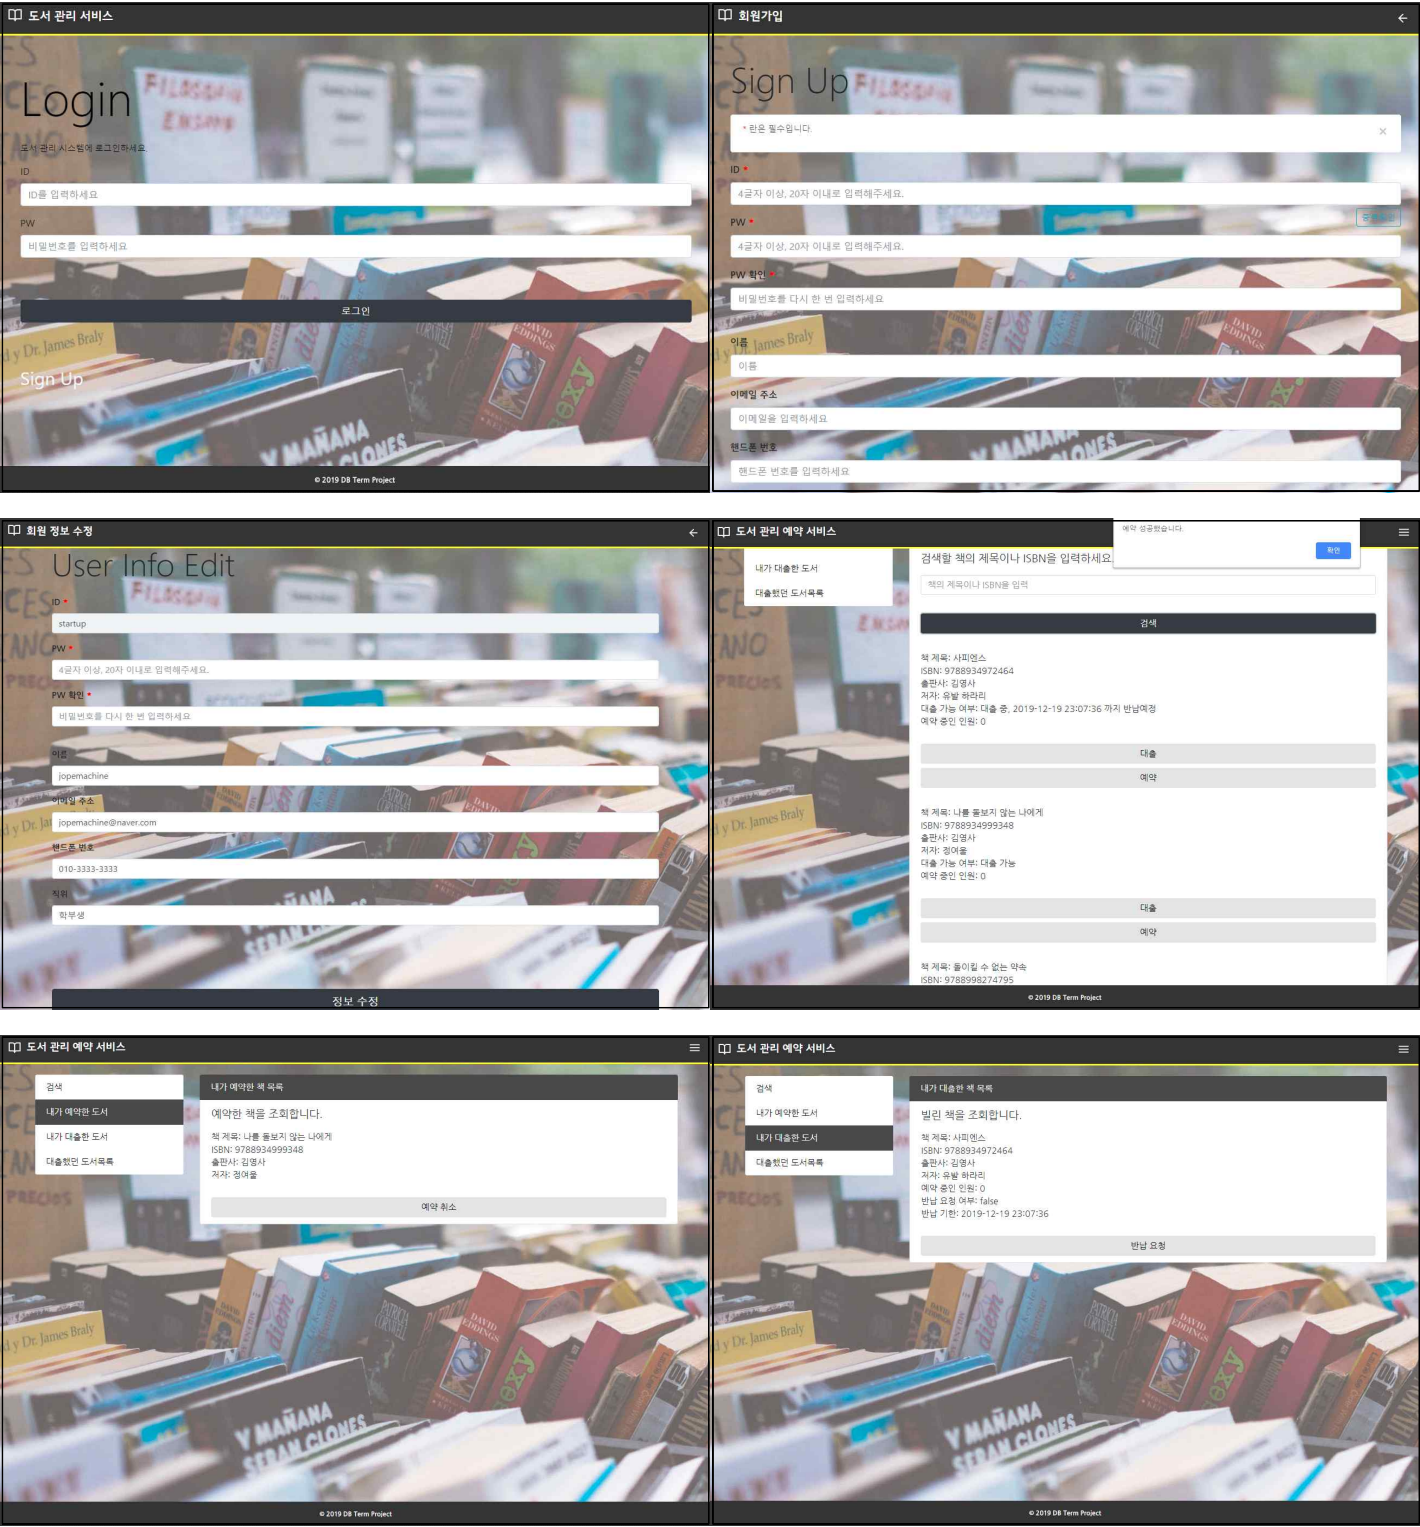 도서 관리 서비스
Login
도서 관리 시스템에 로그인하세요.
ID
ID를 입력하세요
PW
비밀번호를 입력하세요
로그인
Sign Up
© 2019 DB Term Project
회원가입
Sign Up
* 란은 필수입니다.
ID *
4글자 이상, 20자 이내로 입력해주세요.
PW *
4글자 이상, 20자 이내로 입력해주세요.
PW 확인 *
비밀번호를 다시 한 번 입력하세요
이름
이름
이메일 주소
이메일을 입력하세요
핸드폰 번호
핸드폰 번호를 입력하세요
회원 정보 수정
User Info Edit
ID *
startup
PW *
4글자 이상, 20자 이내로 입력해주세요.
PW 확인 *
비밀번호를 다시 한 번 입력하세요
이름
jopemachine
이메일 주소
jopemachine@naver.com
핸드폰 번호
010-3333-3333
직위
학부생
정보 수정
도서 관리 예약 서비스
예약 성공했습니다.
확인
내가 대출한 도서
대출했던 도서목록
검색할 책의 제목이나 ISBN을 입력하세요
책의 제목이나 ISBN을 입력
검색
책 제목: 사피엔스
ISBN: 9788934972464
출판사: 김영사
저자: 유발 하라리
대출 가능 여부: 대출 중, 2019-12-19 23:07:36 까지 반납예정
예약 중인 인원: 0
대출
예약
책 제목: 나를 돌보지 않는 나에게
ISBN: 9788934999348
출판사: 김영사
저자: 정여울
대출 가능 여부: 대출 가능
예약 중인 인원: 0
대출
예약
책 제목: 돌이킬 수 없는 약속
ISBN: 9788998274795
© 2019 DB Term Project
도서 관리 예약 서비스
검색
내가 예약한 도서
내가 대출한 도서
대출했던 도서목록
내가 예약한 책 목록
예약한 책을 조회합니다.
책 제목: 나를 돌보지 않는 나에게
ISBN: 9788934999348
출판사: 김영사
저자: 정여울
예약 취소
© 2019 DB Term Project
도서 관리 예약 서비스
검색
내가 예약한 도서
내가 대출한 도서
대출했던 도서목록
내가 대출한 책 목록
빌린 책을 조회합니다.
책 제목: 사피엔스
ISBN: 9788934972464
출판사: 김영사
저자: 유발 하라리
예약 중인 인원: 0
반납 요청 여부: false
반납 기한: 2019-12-19 23:07:36
반납 요청
© 2019 DB Term Project